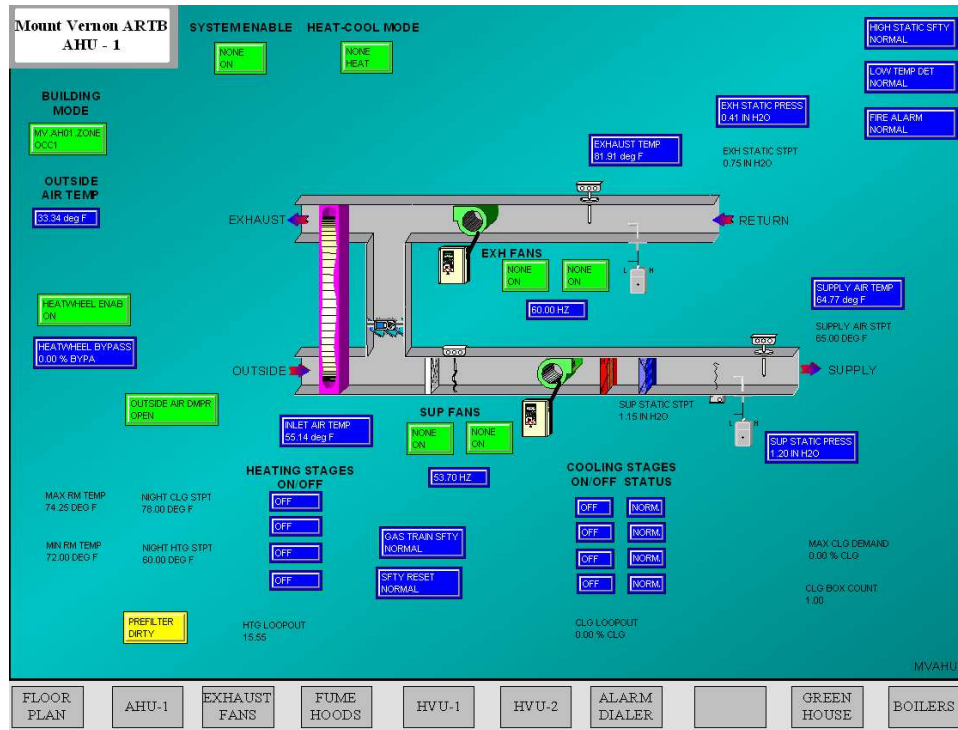 Mount Vernon ARTB
AHU - 1
SYSTEM ENABLE
NONE
ON
HEAT-COOL MODE
NONE
HEAT
HIGH STATIC SFTY
NORMAL
LOW TEMP DET
NORMAL
FIRE ALARM
NORMAL
BUILDING
MODE
MV.AH01.ZONE
OCC1
EXH STATIC PRESS
0.41 IN H2O
EXHAUST TEMP
81.91 deg F
EXH STATIC STPT
0.75 IN H2O
OUTSIDE
AIR TEMP
33.34 deg F
EXHAUST
RETURN
EXH FANS
NONE
ON
NONE
ON
L H
60.00 HZ
SUPPLY AIR TEMP
64.77 deg F
HEATWHEEL ENAB
ON
SUPPLY AIR STPT
65.00 DEG F
HEATWHEEL BYPASS
0.00 % BYPA
OUTSIDE
SUPPLY
OUTSIDE AIR DMPR
OPEN
SUP STATIC STPT
1.15 IN H2O
SUP FANS
NONE
ON
NONE
ON
INLET AIR TEMP
55.14 deg F
L H
SUP STATIC PRESS
1.20 IN H2O
53.70 HZ
HEATING STAGES
ON/OFF
OFF
OFF
OFF
OFF
COOLING STAGES
ON/OFF STATUS
OFF NORM.
OFF NORM.
OFF NORM.
OFF NORM.
MAX RM TEMP
74.25 DEG F
NIGHT CLG STPT
78.00 DEG F
MIN RM TEMP
72.00 DEG F
NIGHT HTG STPT
60.00 DEG F
GAS TRAIN SFTY
NORMAL
SFTY RESET
NORMAL
MAX CLG DEMAND
0.00 % CLG
CLG BOX COUNT
1.00
PREFILTER
DIRTY
HTG LOOPOUT
15.55
CLG LOOPOUT
0.00 % CLG
MVAHU
FLOOR
PLAN
AHU-1
EXHAUST
FANS
FUME
HOODS
HVU-1
HVU-2
ALARM
DIALER
GREEN
HOUSE
BOILERS